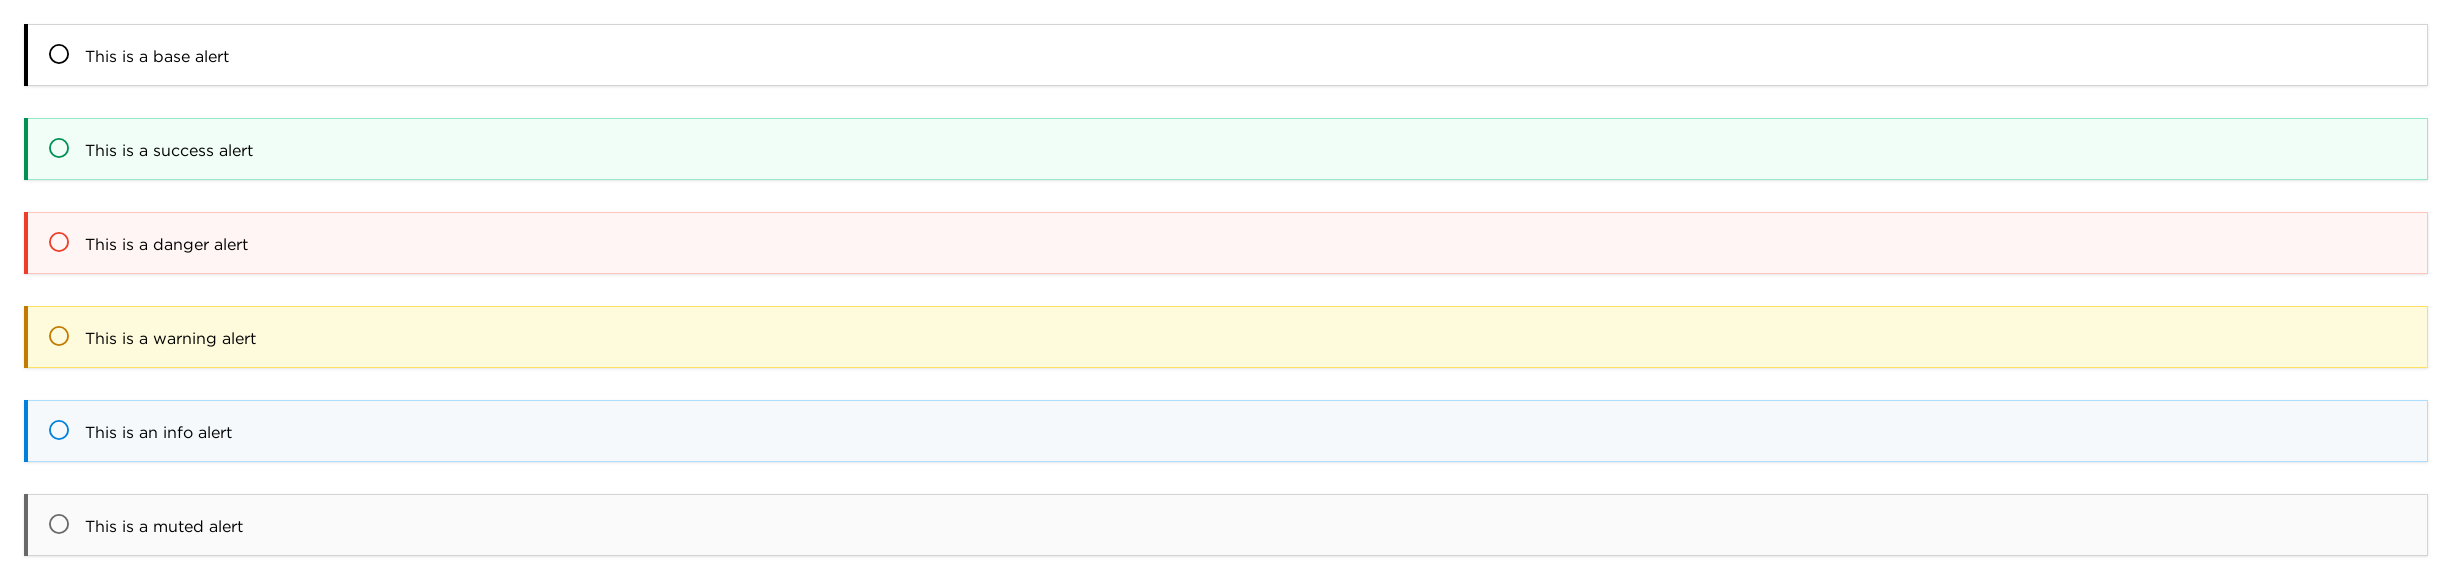 This is a base alert
This is a success alert
This is a danger alert
This is a warning alert
This is an info alert
This is a muted alert